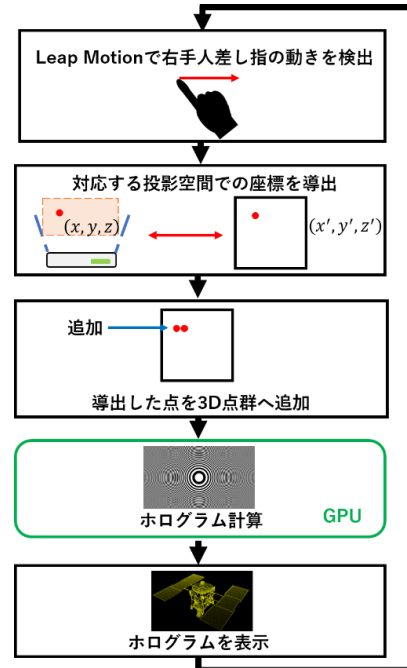 Leap Motionで右手人差し指の動きを検出
対応する投影空間での座標を導出
(x, y, z)
(x′, y′, z′)
追加
導出した点を3D点群へ追加
ホログラム計算
GPU
ホログラムを表示